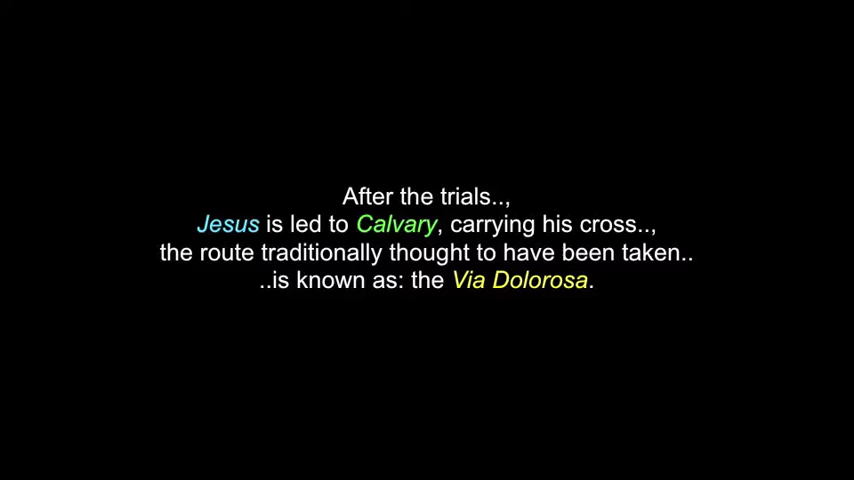 After the trials..,
Jesus is led to Calvary, carrying his cross..,
the route traditionally thought to have been taken..
..is known as: the Via Dolorosa.